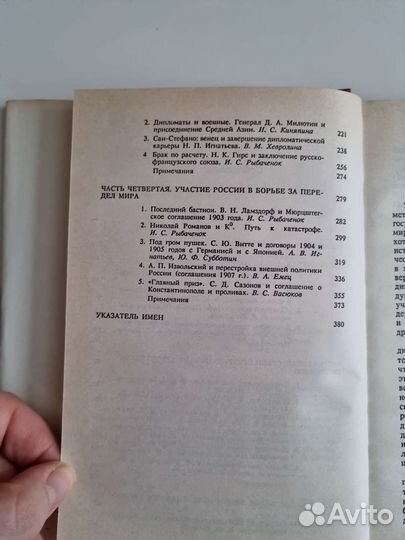 2. Дипломаты и военные. Генерал Д. А. Милютин и
присоединение Средней Азии. Н. С. Киняпина 221
3. Сан-Стефано: венец и завершение дипломатической
карьеры Н. П. Игнатьева. В. М. Хевролина 238
4 Брак по расчету. Н. К. Гирс и заключение русско-
французского союза. И. С. Рыбаченок 256
Примечания 274
ЧАСТЬ ЧЕТВЕРТАЯ. УЧАСТИЕ РОССИИ В БОРЬБЕ ЗА ПЕРЕ-
ДЕЛ МИРА 279
1. Последний бастион. В. Н. Ламздорф и Мюрцштег-
ское соглашение 1903 года. И. С. Рыбаченок 282
2. Николай Романов и К⁰. Путь к катастрофе.
И. С. Рыбаченок 299
3. Под гром пушек. С. Ю. Витте и договоры 1904 и
1905 годов с Германией и с Японией. А. В. Иг-
натьев, Ю. Ф. Субботин 319
4. А. П. Извольский и перестройка внешней политики
России (соглашения 1907 г.). В. А. Емец 336
5. «Главный приз». С. Д. Сазонов и соглашение о
Константинополе и проливах. В. С. Васюков 355
Примечания 373
УКАЗАТЕЛЬ ИМЕН 380
Avito